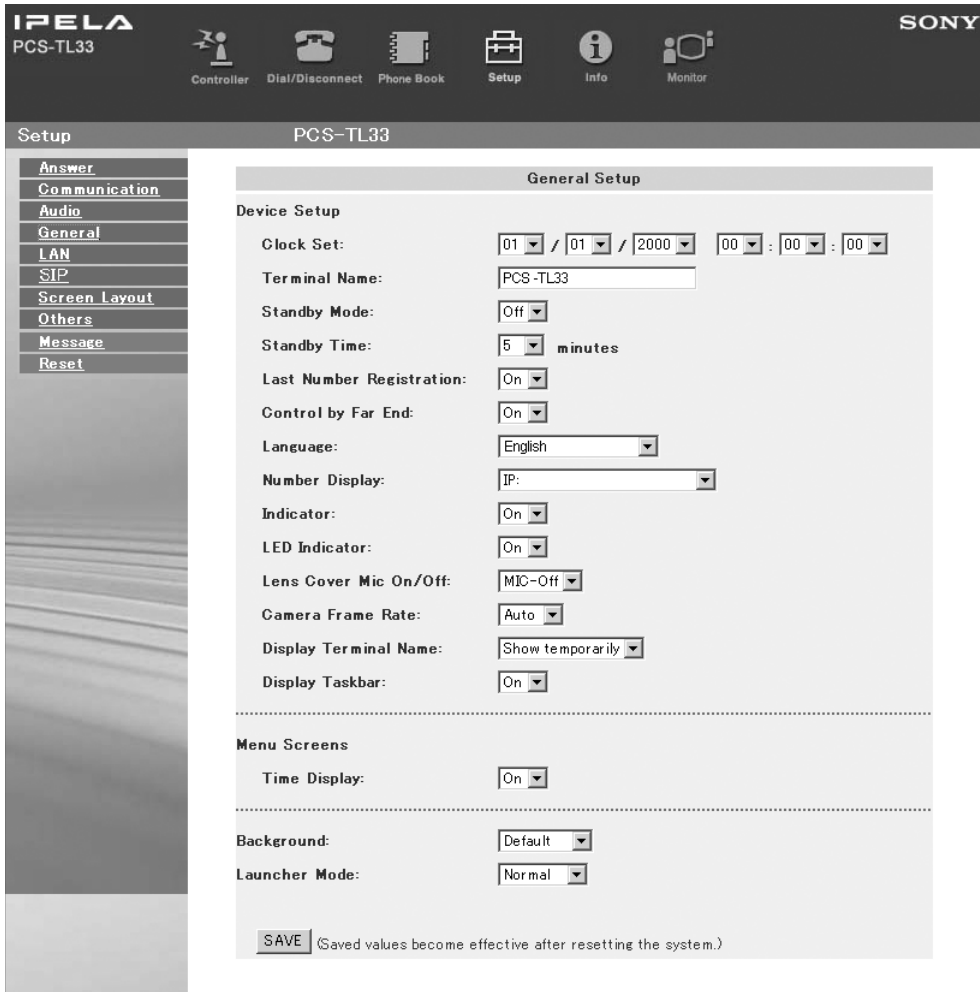 IPELA
SONY
PCS-TL33
Controller Dial/Disconnect Phone Book Setup Info Monitor
Setup PCS-TL33
Answer
Communication
Audio
General
LAN
SIP
Screen Layout
Others
Message
Reset
General Setup
Device Setup
Clock Set: 01 / 01 / 2000 00 : 00 : 00
Terminal Name: PCS-TL33
Standby Mode: Off
Standby Time: 5 minutes
Last Number Registration: On
Control by Far End: On
Language: English
Number Display: IP:
Indicator: On
LED Indicator: On
Lens Cover Mic On/Off: MIC-Off
Camera Frame Rate: Auto
Display Terminal Name: Show temporarily
Display Taskbar: On
Menu Screens
Time Display: On
Background: Default
Launcher Mode: Normal
SAVE (Saved values become effective after resetting the system.)